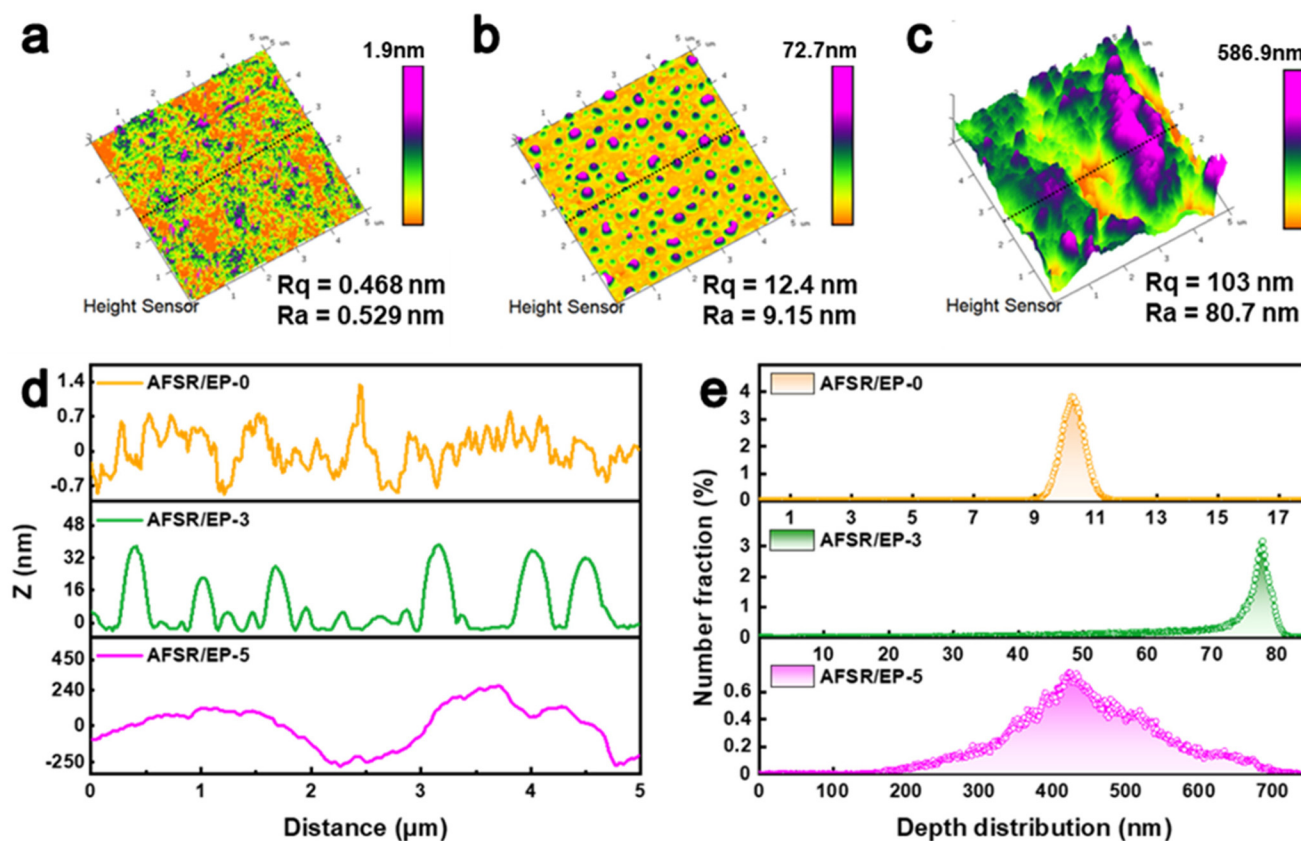 a
1.9nm
Height Sensor
Rq = 0.468 nm
Ra = 0.529 nm
b
72.7nm
Height Sensor
Rq = 12.4 nm
Ra = 9.15 nm
c
586.9nm
Height Sensor
Rq = 103 nm
Ra = 80.7 nm
d
AFSR/EP-0
1.4
0.7
0
-0.7
AFSR/EP-3
48
32
16
0
AFSR/EP-5
450
240
0
-250
Z (nm)
0 1 2 3 4 5
Distance (μm)
e
AFSR/EP-0
4
3
2
1
0
1 3 5 7 9 11 13 15 17
AFSR/EP-3
3
2
1
0
10 20 30 40 50 60 70 80
AFSR/EP-5
0.6
0.4
0.2
0
0 100 200 300 400 500 600 700
Number fraction (%)
Depth distribution (nm)